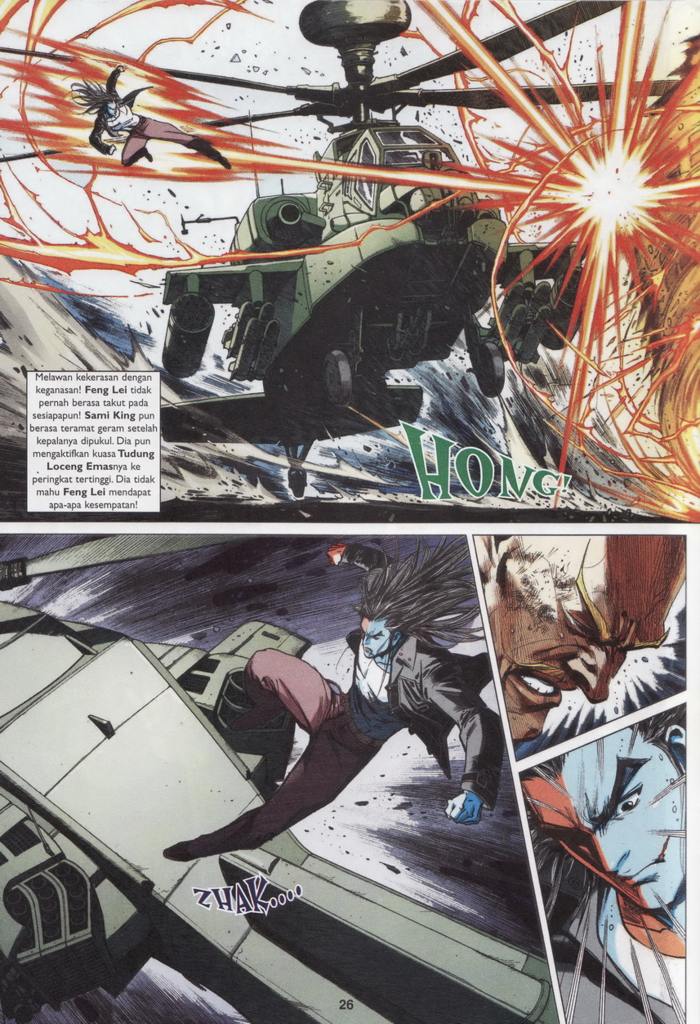 Melawan kekerasan dengan
keganasan! Feng Lei tidak
pernah berasa takut pada
sesiapapun! Sami King pun
berasa teramat geram setelah
kepalanya dipukul. Dia pun
mengaktifkan kuasa Tudung
Loceng Emasnya ke
peringkat tertinggi. Dia tidak
mahu Feng Lei mendapat
apa-apa kesempatan!
HONG!
ZHAK....
26